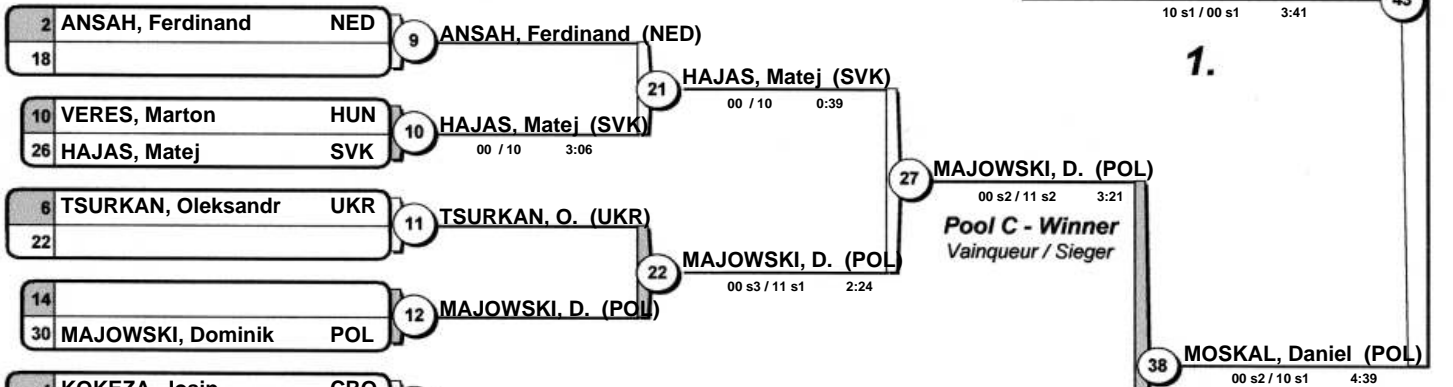 2 ANSAH, Ferdinand NED
18
9
ANSAH, Ferdinand (NED)
10 VERES, Marton HUN
26 HAJAS, Matej SVK
10
HAJAS, Matej (SVK)
00 / 10 3:06
21
HAJAS, Matej (SVK)
00 / 10 0:39
6 TSURKAN, Oleksandr UKR
22
11
TSURKAN, O. (UKR)
14
30 MAJOWSKI, Dominik POL
12
MAJOWSKI, D. (POL)
22
MAJOWSKI, D. (POL)
00 s3 / 11 s1 2:24
27
MAJOWSKI, D. (POL)
00 s2 / 11 s2 3:21
Pool C - Winner
Vainqueur / Sieger
10 s1 / 00 s1 3:41
43
1.
38
MOSKAL, Daniel (POL)
00 s2 / 10 s1 4:39
KOKEZA, Josip CRO